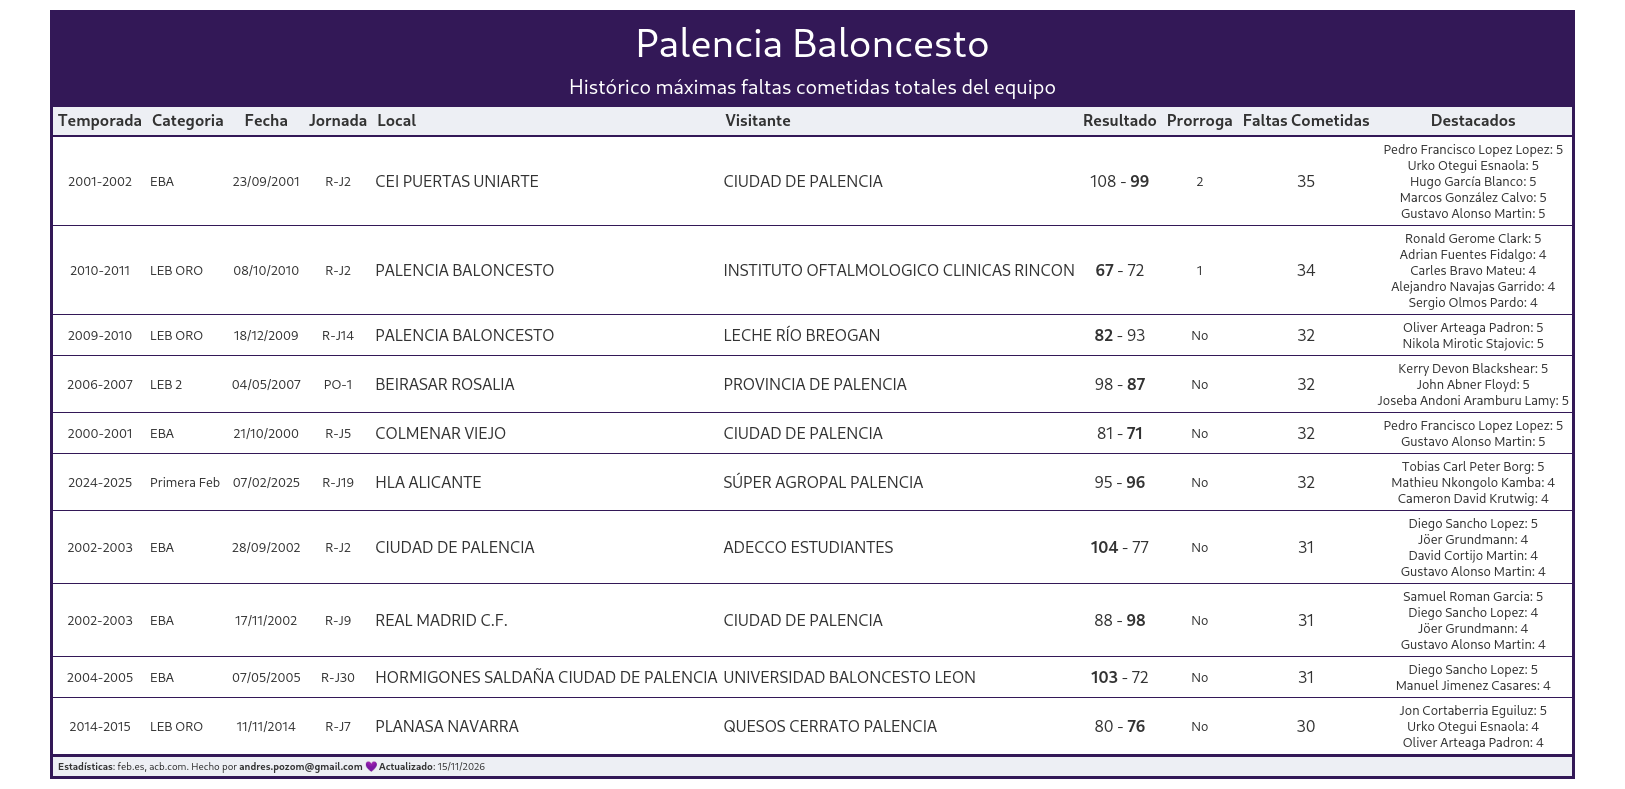 Palencia Baloncesto
Histórico máximas faltas cometidas totales del equipo
Temporada Categoria Fecha Jornada Local Visitante Resultado Prorroga Faltas Cometidas Destacados
2001-2002 EBA 23/09/2001 R-J2 CEI PUERTAS UNIARTE CIUDAD DE PALENCIA 108 - 99 2 35
Pedro Francisco Lopez Lopez: 5
Urko Otegui Esnaola: 5
Hugo García Blanco: 5
Marcos González Calvo: 5
Gustavo Alonso Martin: 5
2010-2011 LEB ORO 08/10/2010 R-J2 PALENCIA BALONCESTO INSTITUTO OFTALMOLOGICO CLINICAS RINCON 67 - 72 1 34
Ronald Gerome Clark: 5
Adrian Fuentes Fidalgo: 4
Carles Bravo Mateu: 4
Alejandro Navajas Garrido: 4
Sergio Olmos Pardo: 4
2009-2010 LEB ORO 18/12/2009 R-J14 PALENCIA BALONCESTO LECHE RÍO BREOGAN 82 - 93 No 32
Oliver Arteaga Padron: 5
Nikola Mirotic Stajovic: 5
2006-2007 LEB 2 04/05/2007 PO-1 BEIRASAR ROSALIA PROVINCIA DE PALENCIA 98 - 87 No 32
Kerry Devon Blackshear: 5
John Abner Floyd: 5
Joseba Andoni Aramburu Lamy: 5
2000-2001 EBA 21/10/2000 R-J5 COLMENAR VIEJO CIUDAD DE PALENCIA 81 - 71 No 32
Pedro Francisco Lopez Lopez: 5
Gustavo Alonso Martin: 5
2024-2025 Primera Feb 07/02/2025 R-J19 HLA ALICANTE SÚPER AGROPAL PALENCIA 95 - 96 No 32
Tobias Carl Peter Borg: 5
Mathieu Nkongolo Kamba: 4
Cameron David Krutwig: 4
2002-2003 EBA 28/09/2002 R-J2 CIUDAD DE PALENCIA ADECCO ESTUDIANTES 104 - 77 No 31
Diego Sancho Lopez: 5
Jöer Grundmann: 4
David Cortijo Martin: 4
Gustavo Alonso Martin: 4
2002-2003 EBA 17/11/2002 R-J9 REAL MADRID C.F. CIUDAD DE PALENCIA 88 - 98 No 31
Samuel Roman Garcia: 5
Diego Sancho Lopez: 4
Jöer Grundmann: 4
Gustavo Alonso Martin: 4
2004-2005 EBA 07/05/2005 R-J30 HORMIGONES SALDAÑA CIUDAD DE PALENCIA UNIVERSIDAD BALONCESTO LEON 103 - 72 No 31
Diego Sancho Lopez: 5
Manuel Jimenez Casares: 4
2014-2015 LEB ORO 11/11/2014 R-J7 PLANASA NAVARRA QUESOS CERRATO PALENCIA 80 - 76 No 30
Jon Cortaberria Eguiluz: 5
Urko Otegui Esnaola: 4
Oliver Arteaga Padron: 4
Estadísticas: feb.es, acb.com. Hecho por andres.pozom@gmail.com 💜 Actualizado: 15/11/2026